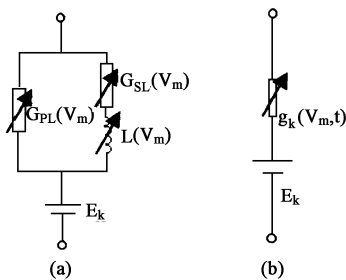 G_SL(V_m)
G_PL(V_m)
g_k(V_m,t)
L(V_m)
E_k
E_k
(a)
(b)